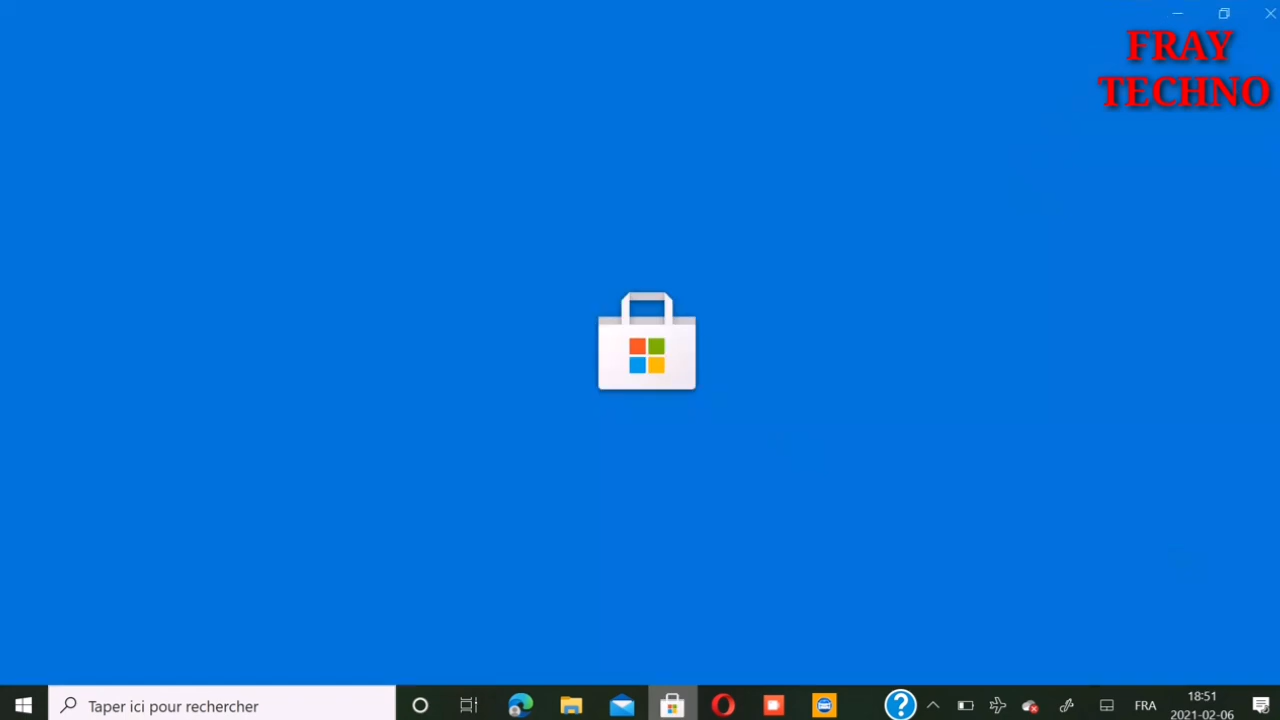 FRAY
TECHNO
Taper ici pour rechercher
FRA
18:51
2021-02-06